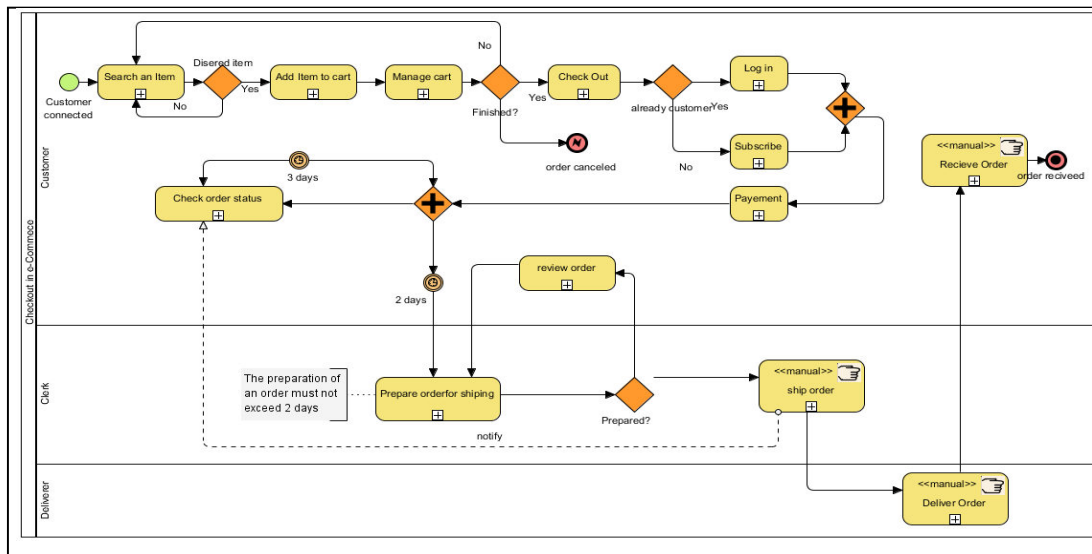 Checkout in e-Commece
Customer
Clerk
Deliverer
Customer
connected
Search an Item
Disered item
Yes
No
Add Item to cart
Manage cart
No
Finished?
Yes
order canceled
Check Out
already customer
Yes
No
Log in
Subscribe
Payement
3 days
Check order status
2 days
review order
The preparation of
an order must not
exceed 2 days
Prepare orderfor shiping
Prepared?
notify
<<manual>>
ship order
<<manual>>
Deliver Order
<<manual>>
Recieve Order
order reciveed